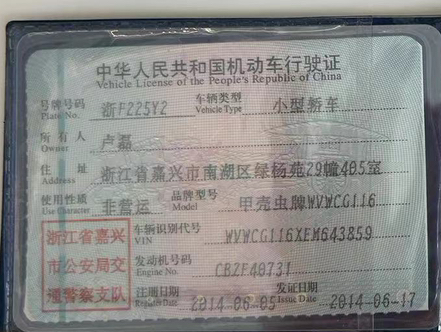 中华人民共和国机动车行驶证
Vehicle License of the People's Republic of China
号牌号码 浙F225Y2 车辆类型 小型轿车
Plate No. Vehicle Type
所有人 卢磊
Owner
住址 浙江省嘉兴市南湖区绿杨苑29幢405室
Address
使用性质 非营运 品牌型号 甲壳虫牌WVWCG116
Use Character Model
浙江省嘉兴 车辆识别代号 WVWCG116XEM643859
VIN
市公安局交 发动机号码 CBZF40731
Engine No.
通警察支队 注册日期 2014-06-05 发证日期 2014-06-17
Register Date Issue Date